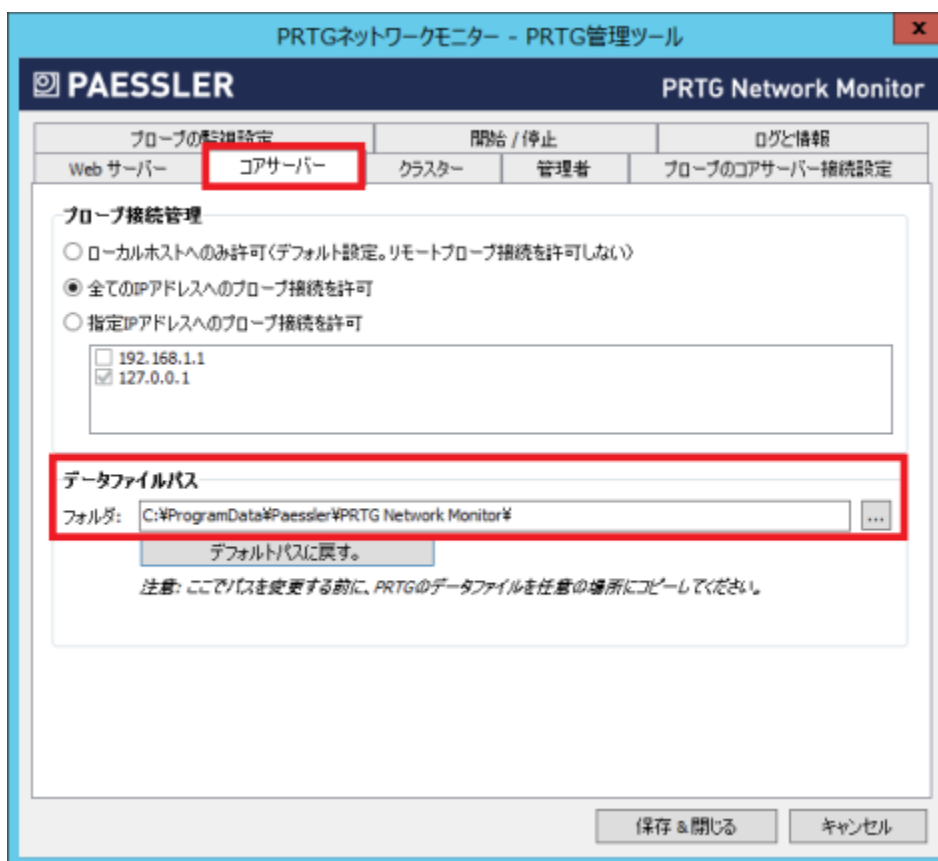 PRTGネットワークモニター - PRTG管理ツール
x
PAESSLER
PRTG Network Monitor
プローブの監視設定 開始 / 停止 ログと情報
Web サーバー コアサーバー クラスター 管理者 プローブのコアサーバー接続設定
プローブ接続管理
ローカルホストへのみ許可(デフォルト設定。リモートプローブ接続を許可しない)
全てのIPアドレスへのプローブ接続を許可
指定IPアドレスへのプローブ接続を許可
192.168.1.1
127.0.0.1
データファイルパス
フォルダ: C:¥ProgramData¥Paessler¥PRTG Network Monitor¥ ...
デフォルトパスに戻す。
注意: ここでパスを変更する前に、PRTGのデータファイルを任意の場所にコピーしてください。
保存 & 閉じる キャンセル